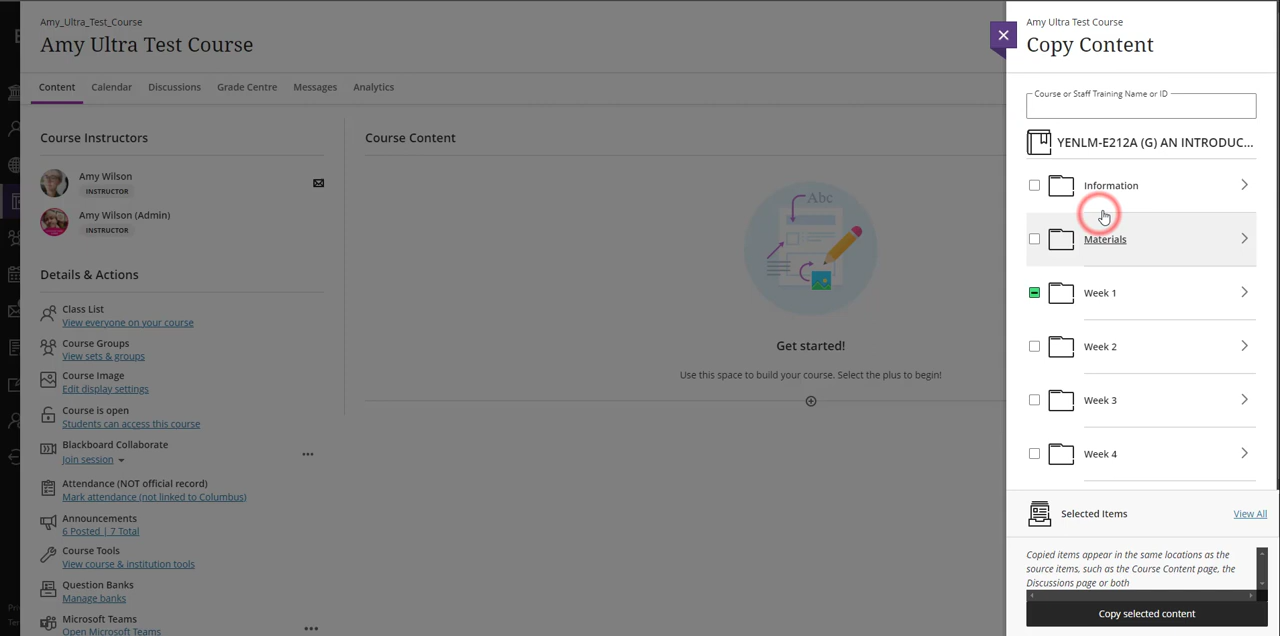 Amy_Ultra_Test_Course
Amy Ultra Test Course
Content
Calendar
Discussions
Grade Centre
Messages
Analytics
Course Instructors
Amy Wilson
INSTRUCTOR
Amy Wilson (Admin)
INSTRUCTOR
Details & Actions
Class List
View everyone on your course
Course Groups
View sets & groups
Course Image
Edit display settings
Course is open
Students can access this course
Blackboard Collaborate
Join session
Attendance (NOT official record)
Mark attendance (not linked to Columbus)
Announcements
6 Posted | 7 Total
Course Tools
View course & institution tools
Question Banks
Manage banks
Microsoft Teams
Open Microsoft Teams
Course Content
Abc
Get started!
Use this space to build your course. Select the plus to begin!
Amy Ultra Test Course
Copy Content
Course or Staff Training Name or ID
YENLM-E212A (G) AN INTRODUC...
Information
Materials
Week 1
Week 2
Week 3
Week 4
Selected Items
View All
Copied items appear in the same locations as the
source items, such as the Course Content page, the
Discussions page or both
Copy selected content